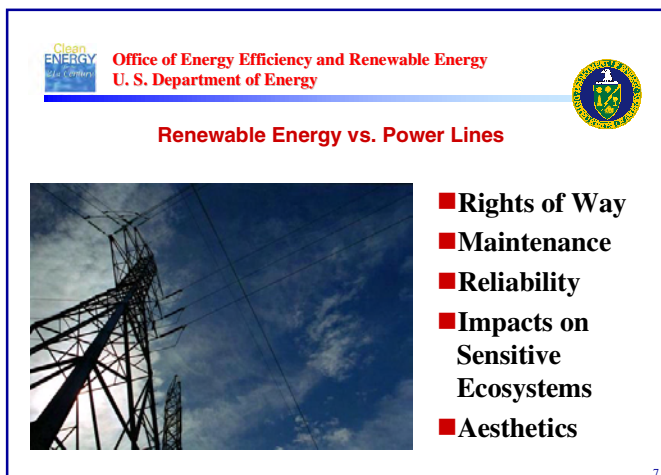 Clean
ENERGY
21st Century
Office of Energy Efficiency and Renewable Energy
U. S. Department of Energy
Renewable Energy vs. Power Lines
Rights of Way
Maintenance
Reliability
Impacts on
Sensitive
Ecosystems
Aesthetics
7